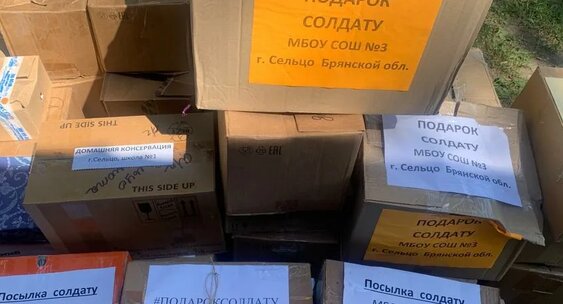 ПОДАРОК
СОЛДАТУ
МБОУ СОШ №3
г. Сельцо Брянской обл.
THIS SIDE UP
ДОМАШНЯЯ КОНСЕРВАЦИЯ
г.Сельцо, школа №1
THIS SIDE UP
EAC
ПОДАРОК
СОЛДАТУ
МБОУ СОШ №3
г. Сельцо Брянской обл.
ПОДАРОК
СОЛДАТУ
МБОУ СОШ №3
г. Сельцо Брянской обл.
Посылка солдату
#ПОДАРОКСОЛДАТУ
Посылка солдату